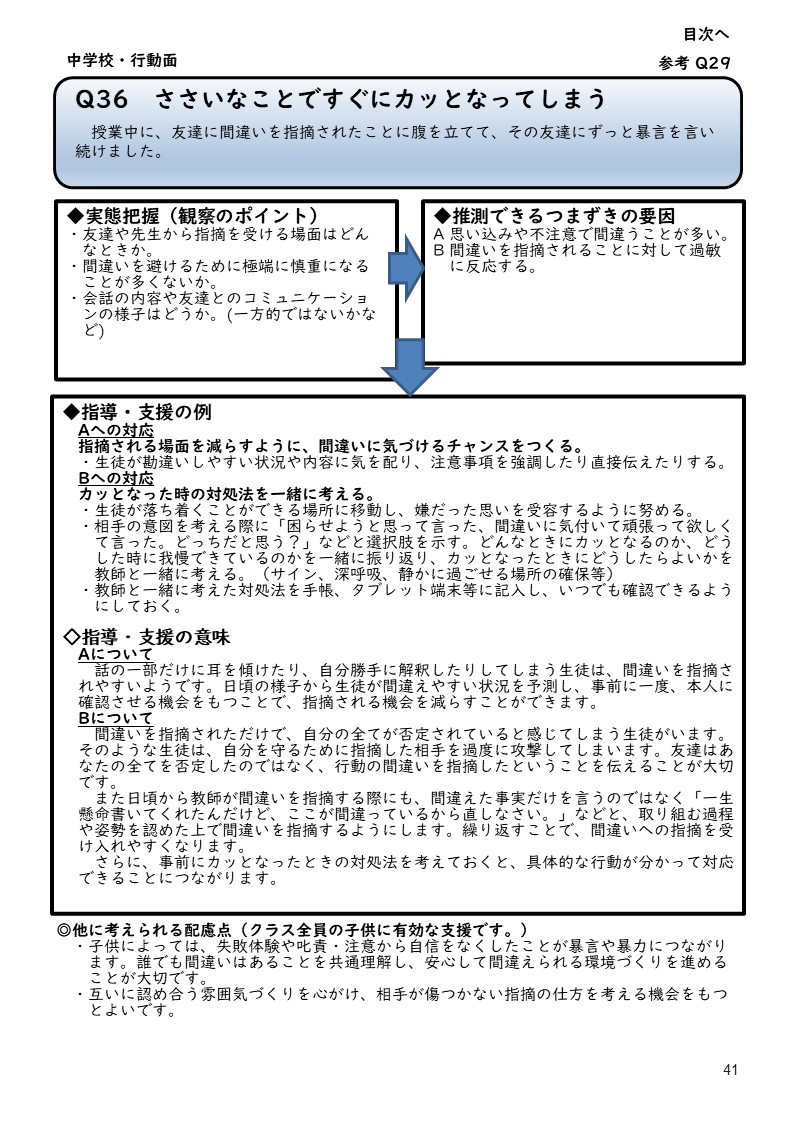 目次へ
中学校・行動面
参考 Q29
Q36　ささいなことですぐにカッとなってしまう
　授業中に、友達に間違いを指摘されたことに腹を立てて、その友達にずっと暴言を言い
続けました。
◆実態把握（観察のポイント）
・友達や先生から指摘を受ける場面はどん
なときか。
・間違いを避けるために極端に慎重になる
ことが多くないか。
・会話の内容や友達とのコミュニケーショ
ンの様子はどうか。(一方的ではないかな
ど)
◆推測できるつまずきの要因
A 思い込みや不注意で間違うことが多い。
B 間違いを指摘されることに対して過敏
に反応する。
◆指導・支援の例
Aへの対応
指摘される場面を減らすように、間違いに気づけるチャンスをつくる。
・生徒が勘違いしやすい状況や内容に気を配り、注意事項を強調したり直接伝えたりする。
Bへの対応
カッとなった時の対処法を一緒に考える。
・生徒が落ち着くことができる場所に移動し、嫌だった思いを受容するように努める。
・相手の意図を考える際に「困らせようと思って言った、間違いに気付いて頑張って欲しく
て言った。どっちだと思う？」などと選択肢を示す。どんなときにカッとなるのか、どう
した時に我慢できているのかを一緒に振り返り、カッとなったときにどうしたらよいかを
教師と一緒に考える。（サイン、深呼吸、静かに過ごせる場所の確保等）
・教師と一緒に考えた対処法を手帳、タブレット端末等に記入し、いつでも確認できるよう
にしておく。
◇指導・支援の意味
Aについて
　話の一部だけに耳を傾けたり、自分勝手に解釈したりしてしまう生徒は、間違いを指摘さ
れやすいようです。日頃の様子から生徒が間違えやすい状況を予測し、事前に一度、本人に
確認させる機会をもつことで、指摘される機会を減らすことができます。
Bについて
　間違いを指摘されただけで、自分の全てが否定されていると感じてしまう生徒がいます。
そのような生徒は、自分を守るために指摘した相手を過度に攻撃してしまいます。友達はあ
なたの全てを否定したのではなく、行動の間違いを指摘したということを伝えることが大切
です。
　また日頃から教師が間違いを指摘する際にも、間違えた事実だけを言うのではなく「一生
懸命書いてくれたんだけど、ここが間違っているから直しなさい。」などと、取り組む過程
や姿勢を認めた上で間違いを指摘するようにします。繰り返すことで、間違いへの指摘を受
け入れやすくなります。
　さらに、事前にカッとなったときの対処法を考えておくと、具体的な行動が分かって対応
できることにつながります。
◎他に考えられる配慮点（クラス全員の子供に有効な支援です。）
・子供によっては、失敗体験や叱責・注意から自信をなくしたことが暴言や暴力につながり
ます。誰でも間違いはあることを共通理解し、安心して間違えられる環境づくりを進める
ことが大切です。
・互いに認め合う雰囲気づくりを心がけ、相手が傷つかない指摘の仕方を考える機会をもつ
とよいです。
41